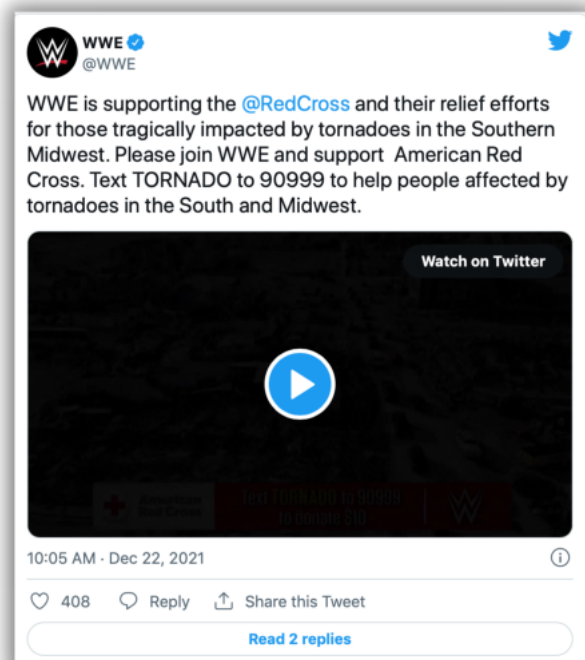 WWE
@WWE
WWE is supporting the @RedCross and their relief efforts
for those tragically impacted by tornadoes in the Southern
Midwest. Please join WWE and support  American Red
Cross. Text TORNADO to 90999 to help people affected by
tornadoes in the South and Midwest.
Watch on Twitter
American
Red Cross
Text TORNADO to 90999
to donate $10
10:05 AM · Dec 22, 2021
408 Reply Share this Tweet
Read 2 replies